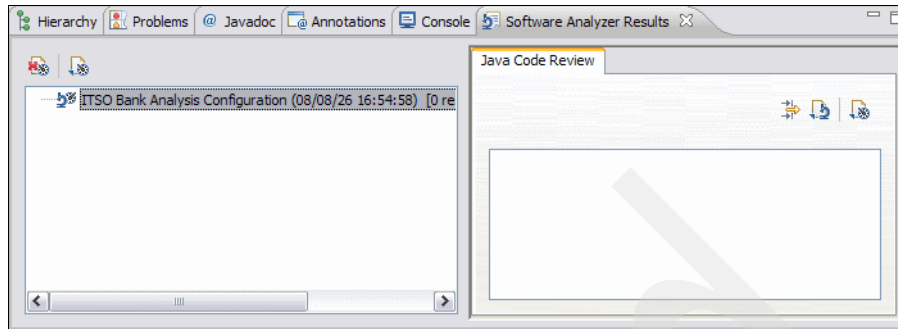 Hierarchy Problems @ Javadoc Annotations Console Software Analyzer Results
Java Code Review
ITSO Bank Analysis Configuration (08/08/26 16:54:58) [0 re